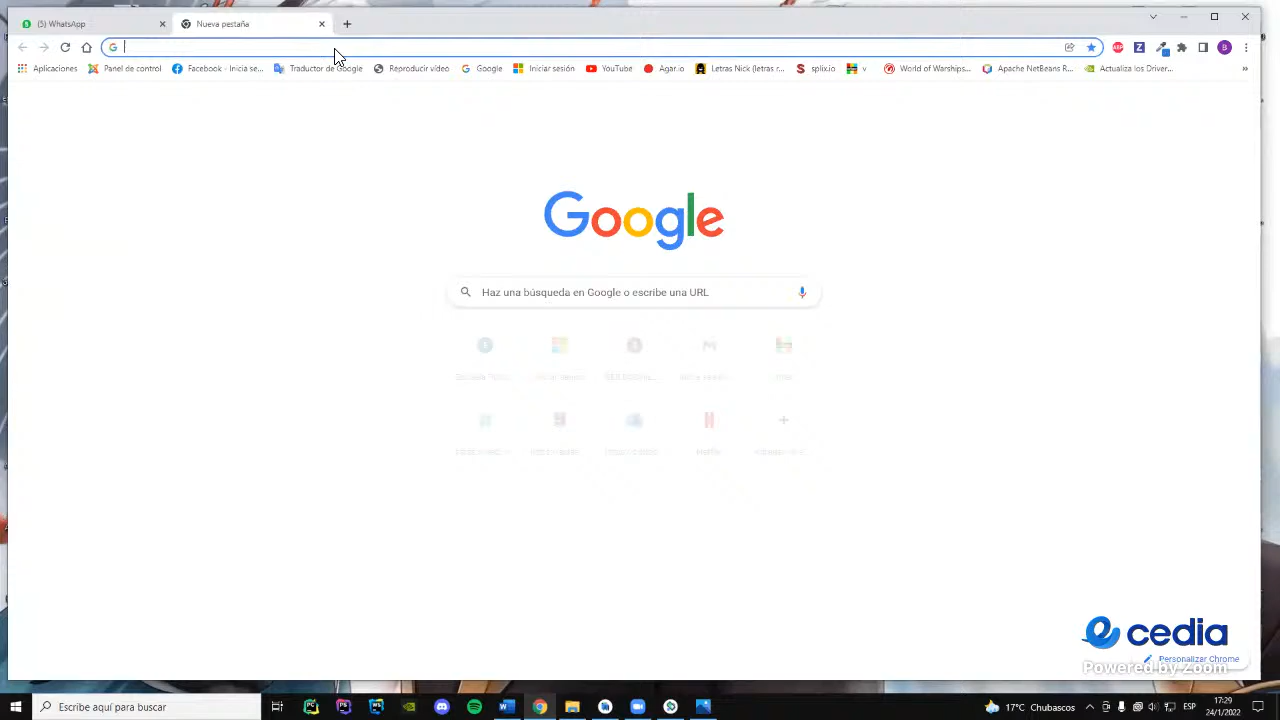 (5) WhatsApp
Nueva pestaña
Aplicaciones
Panel de control
Facebook - Inicia se...
Traductor de Google
Reproducir vídeo
Google
Iniciar sesión
YouTube
Agar.io
Letras Nick (letras r...
splix.io
v
World of Warships...
Apache NetBeans R...
Actualiza los Driver...
»
Google
Haz una búsqueda en Google o escribe una URL
Netflix
cedia
Personalizar Chrome
Powered by Zoom
Escribe aquí para buscar
17°C Chubascos
ESP
17:29
24/1/2022